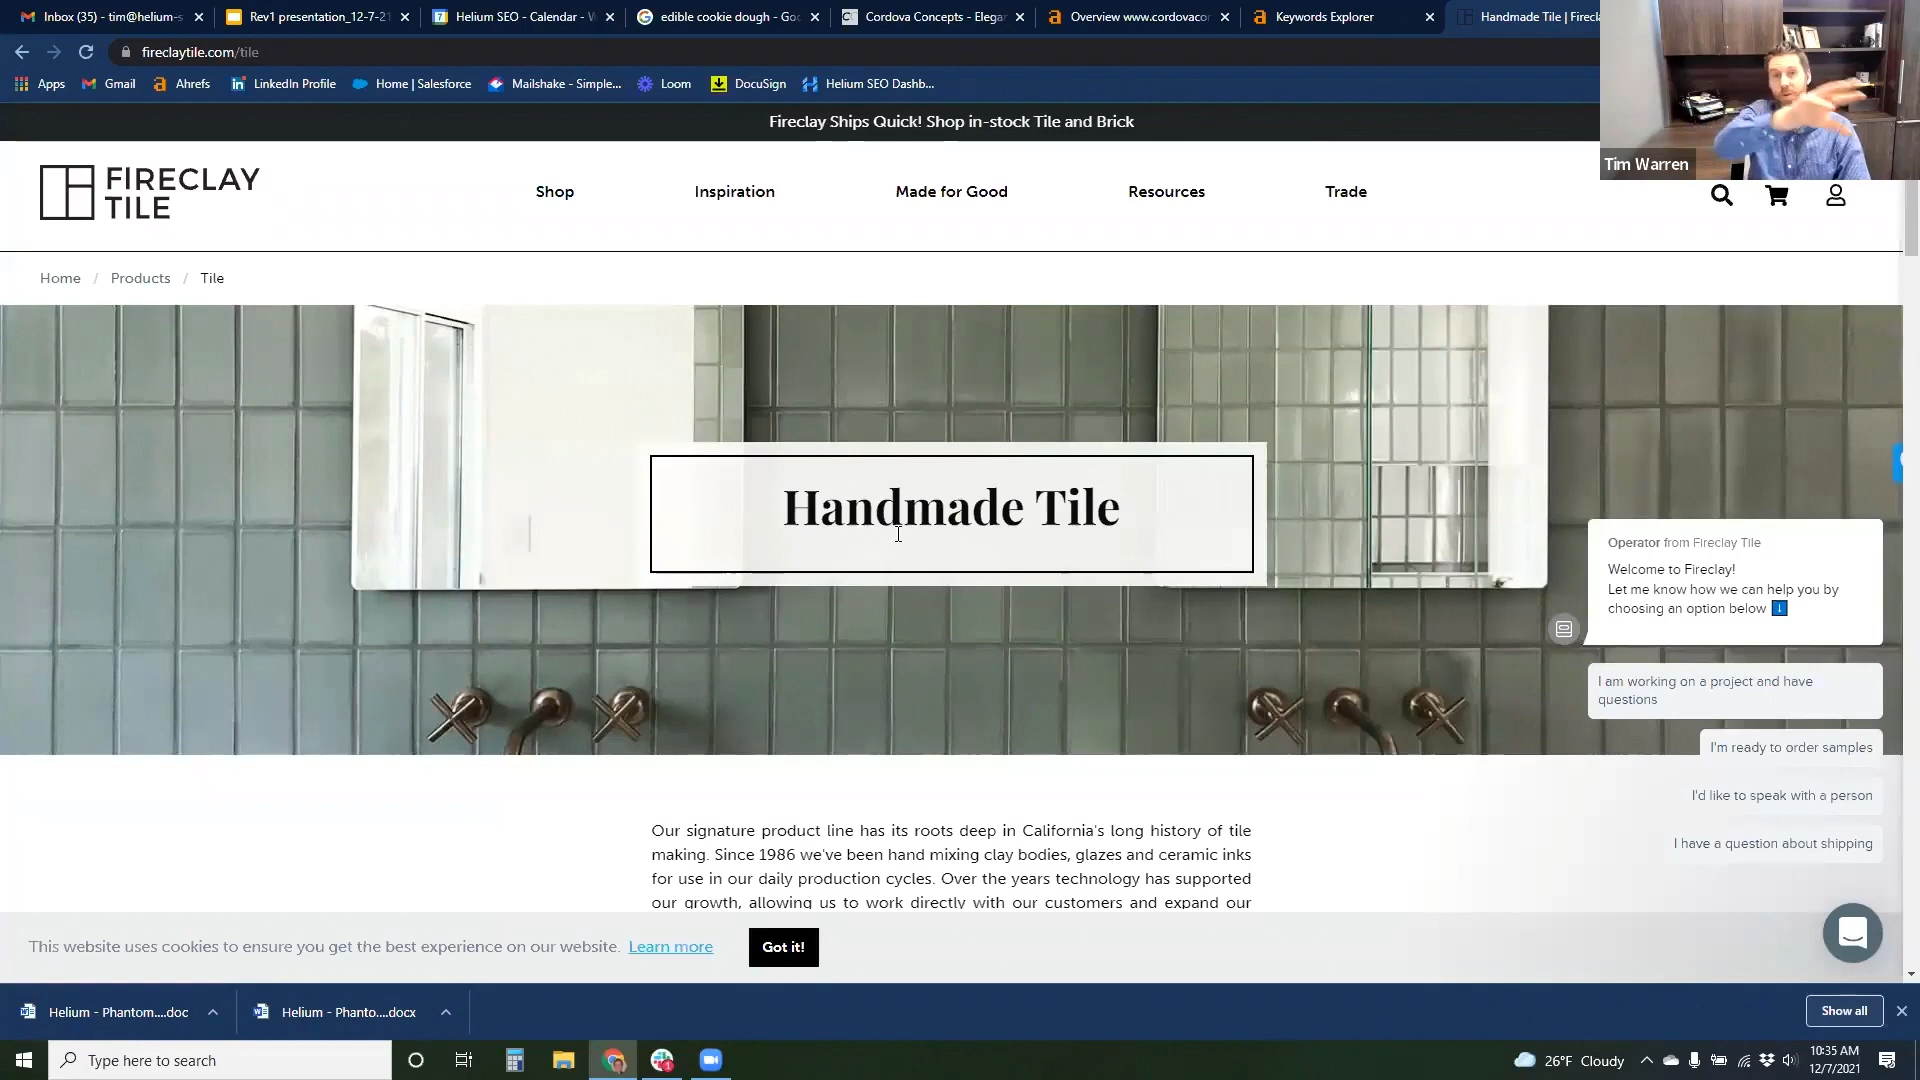 Inbox (35) - tim@helium-s
Rev1 presentation_12-7-21
Helium SEO - Calendar - W
edible cookie dough - Goo
Cordova Concepts - Elegan
Overview www.cordovacor
Keywords Explorer
Handmade Tile | Firecla
fireclaytile.com/tile
Apps
Gmail
Ahrefs
LinkedIn Profile
Home | Salesforce
Mailshake - Simple...
Loom
DocuSign
Helium SEO Dashb...
Fireclay Ships Quick! Shop in-stock Tile and Brick
Tim Warren
FIRECLAY
TILE
Shop
Inspiration
Made for Good
Resources
Trade
Home / Products / Tile
Handmade Tile
Operator from Fireclay Tile
Welcome to Fireclay!
Let me know how we can help you by
choosing an option below
I am working on a project and have
questions
I'm ready to order samples
I'd like to speak with a person
I have a question about shipping
Our signature product line has its roots deep in California's long history of tile
making. Since 1986 we've been hand mixing clay bodies, glazes and ceramic inks
for use in our daily production cycles. Over the years technology has supported
our growth, allowing us to work directly with our customers and expand our
This website uses cookies to ensure you get the best experience on our website. Learn more
Got it!
Helium - Phantom....doc
Helium - Phanto....docx
Show all
Type here to search
26°F Cloudy
10:35 AM
12/7/2021